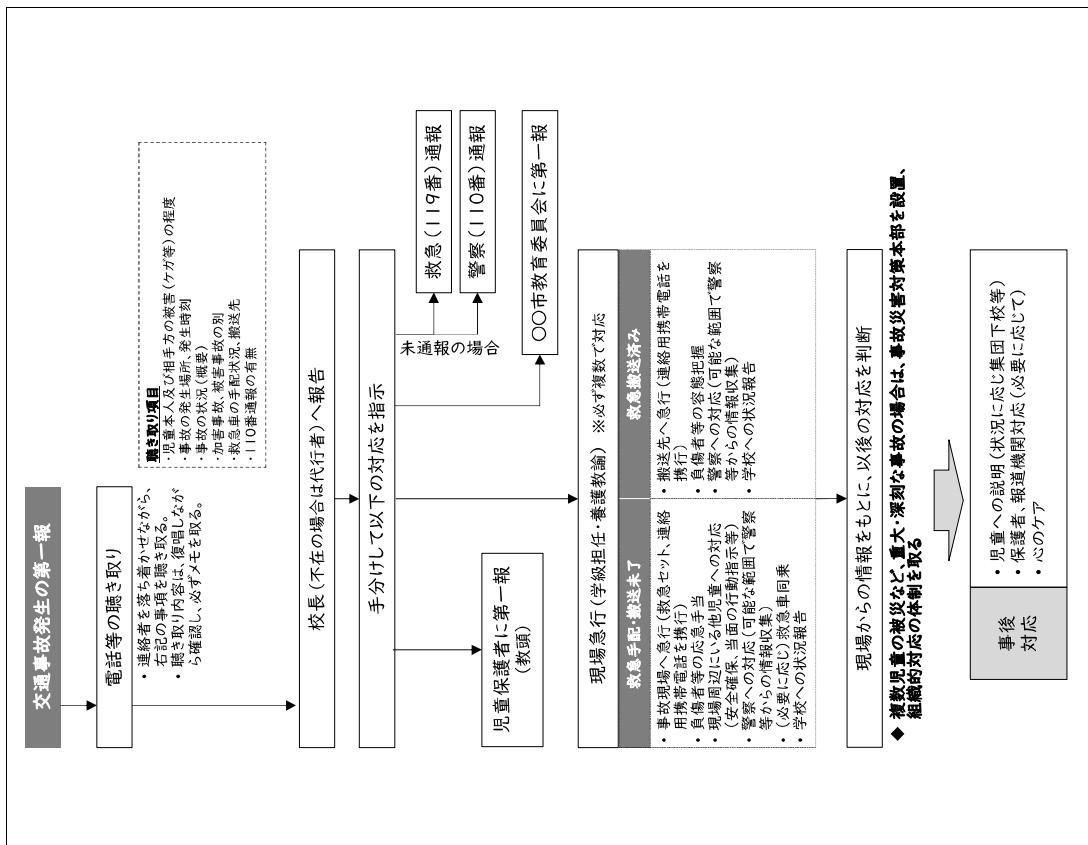 交通事故発生の第一報
電話等の聴き取り
・ 連絡者を落ち着かせながら、
右記の事項を聴き取る。
・ 聴き取り内容は、復唱しなが
ら確認し、必ずメモを取る。
聴き取り項目
・児童本人及び相手方の被害(ケガ等)の程度
・事故の発生場所、発生時刻
・事故の状況(概要)
・加害事故、被害事故の別
・救急車の手配状況、搬送先
・110番通報の有無
校長(不在の場合は代行者)へ報告
手分けして以下の対応を指示
未通報の場合
救急(119番)通報
警察(110番)通報
児童保護者に第一報
(教頭)
〇〇市教育委員会に第一報
現場急行(学級担任・養護教諭) ※必ず複数で対応
救急手配・搬送未了
・ 事故現場へ急行(救急セット、連絡
用携帯電話を携行)
・ 負傷者等の応急手当
・ 現場周辺にいる他児童への対応
(安全確保、当面の行動指示等)
・ 警察への対応(可能な範囲で警察
等からの情報収集)
・ (必要に応じ)救急車同乗
・ 学校への状況報告
救急搬送済み
・ 搬送先へ急行(連絡用携帯電話を
携行)
・ 負傷者等の容態把握
・ 警察への対応(可能な範囲で警察
等からの情報収集)
・ 学校への状況報告
現場からの情報をもとに、以後の対応を判断
◆ 複数児童の被災など、重大・深刻な事故の場合は、事故災害対策本部を設置、
組織的対応の体制を取る
事後
対応
・ 児童への説明(状況に応じ集団下校等)
・ 保護者、報道機関対応(必要に応じて)
・ 心のケア